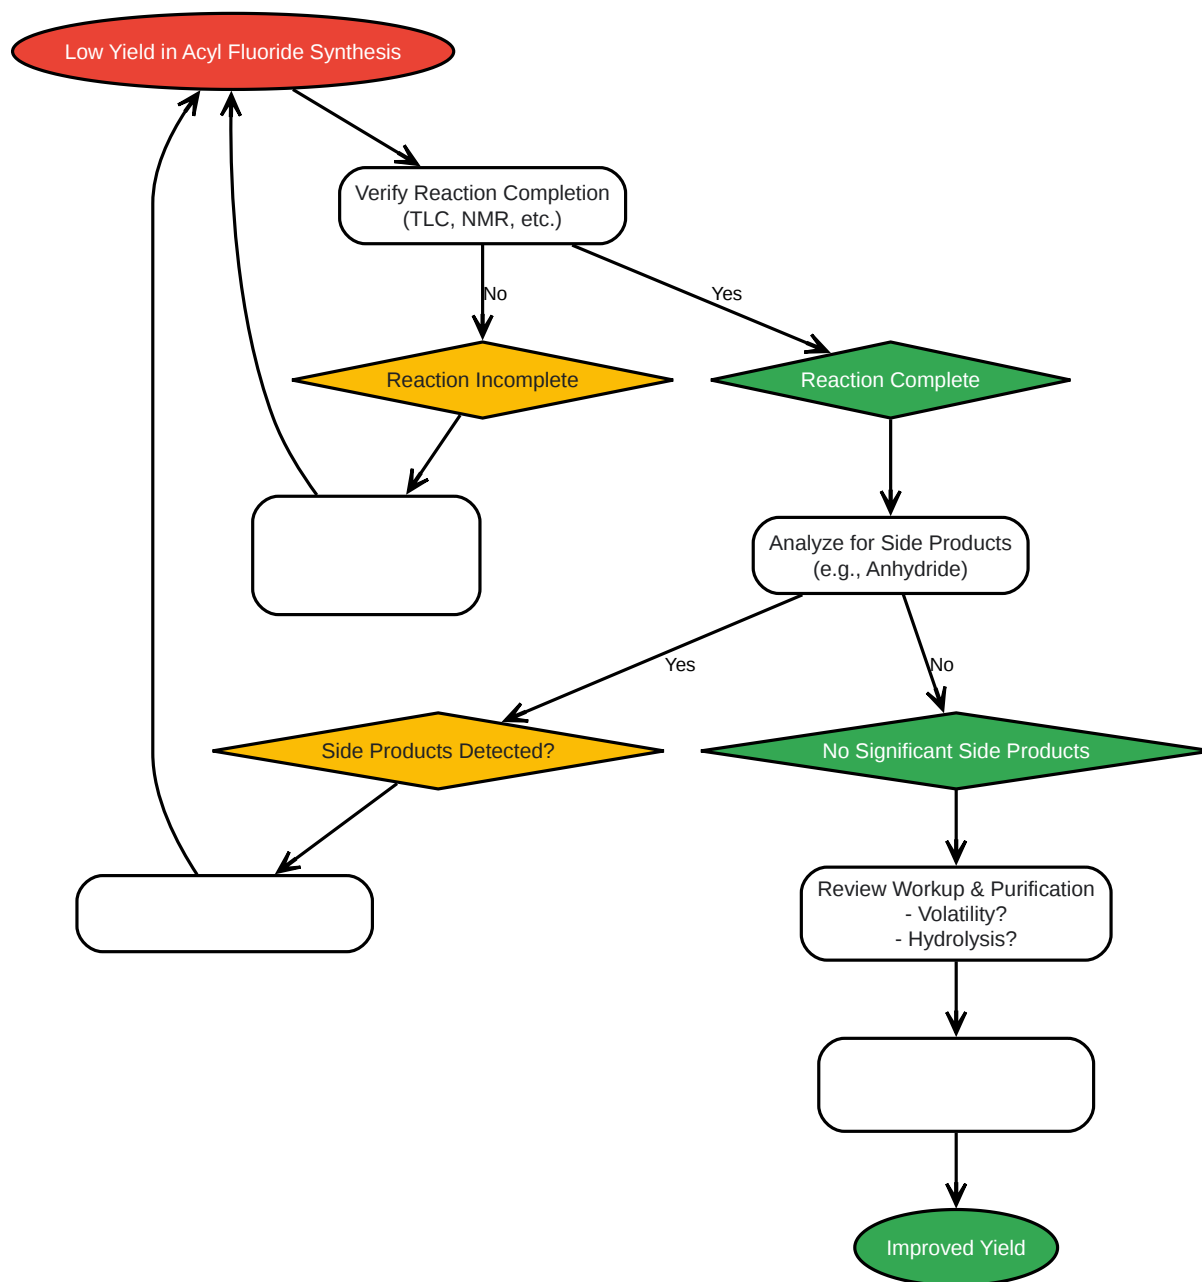 Low Yield in Acyl Fluoride Synthesis
Verify Reaction Completion
(TLC, NMR, etc.)
No
Yes
Reaction Incomplete
Reaction Complete
Analyze for Side Products
(e.g., Anhydride)
Yes
No
Side Products Detected?
No Significant Side Products
Review Workup & Purification
- Volatility?
- Hydrolysis?
Improved Yield